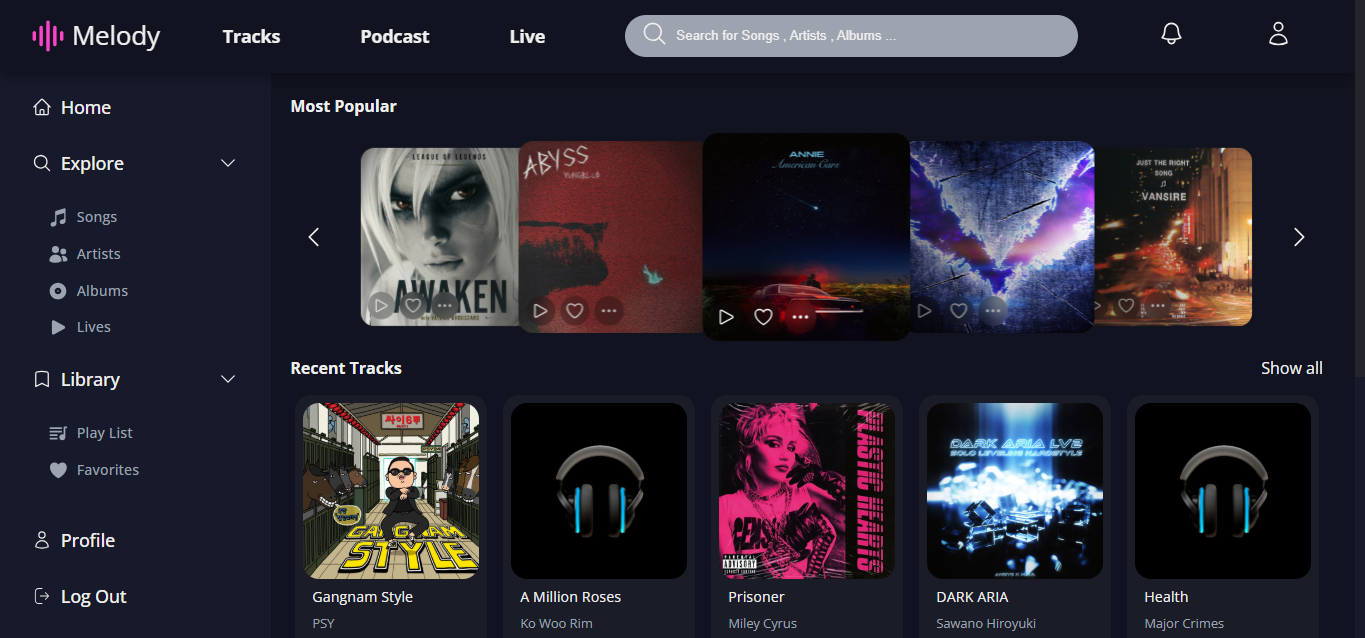 Melody
Tracks
Podcast
Live
Search for Songs , Artists , Albums ...
Home
Explore
Songs
Artists
Albums
Lives
Library
Play List
Favorites
Profile
Log Out
Most Popular
LEAGUE OF LEGENDS
AWAKEN
ABYSS
YUNGBLUD
ANNIE
American Cars
JUST THE RIGHT
SONG
VANSIRE
Recent Tracks
Show all
싸이6甲
GANGNAM
STYLE
Gangnam Style
PSY
A Million Roses
Ko Woo Rim
PLASTIC HEARTS
PARENTAL
ADVISORY
EXPLICIT CONTENT
Prisoner
Miley Cyrus
DARK ARIA LV2
SOLO LEVELING HARDSTYLE
DARK ARIA
Sawano Hiroyuki
Health
Major Crimes